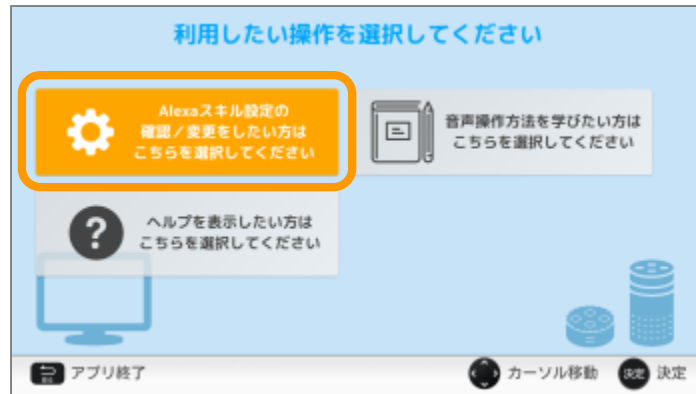 利用したい操作を選択してください
Alexaスキル設定の
確認／変更をしたい方は
こちらを選択してください
音声操作方法を学びたい方は
こちらを選択してください
?
ヘルプを表示したい方は
こちらを選択してください
アプリ終了
カーソル移動
決定 決定